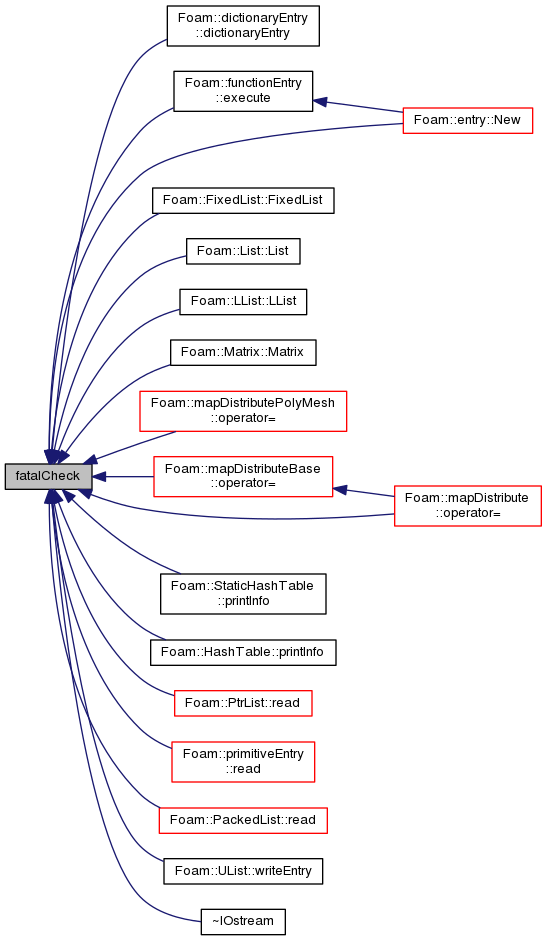 Foam::dictionaryEntry
::dictionaryEntry
Foam::functionEntry
::execute
Foam::entry::New
Foam::FixedList::FixedList
Foam::List::List
Foam::LList::LList
Foam::Matrix::Matrix
Foam::mapDistributePolyMesh
::operator=
fatalCheck
Foam::mapDistributeBase
::operator=
Foam::mapDistribute
::operator=
Foam::StaticHashTable
::printInfo
Foam::HashTable::printInfo
Foam::PtrList::read
Foam::primitiveEntry
::read
Foam::PackedList::read
Foam::UList::writeEntry
~IOstream